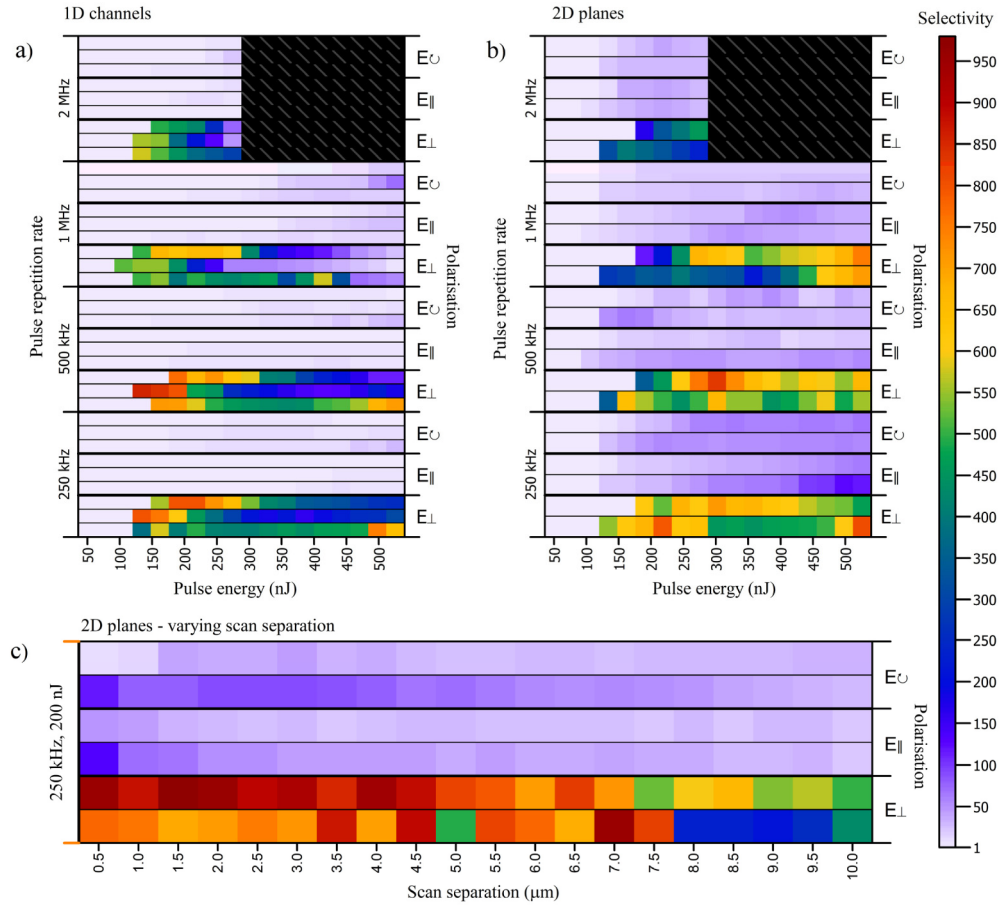 1D channels
2D planes
Selectivity
a)
b)
Pulse repetition rate
2 MHz
1 MHz
500 kHz
250 kHz
E↻
E∥
E⊥
E↻
E∥
E⊥
E↻
E∥
E⊥
E↻
E∥
E⊥
Polarisation
50 100 150 200 250 300 350 400 450 500
Pulse energy (nJ)
Pulse repetition rate
2 MHz
1 MHz
500 kHz
250 kHz
E↻
E∥
E⊥
E↻
E∥
E⊥
E↻
E∥
E⊥
E↻
E∥
E⊥
Polarisation
50 100 150 200 250 300 350 400 450 500
Pulse energy (nJ)
950
900
850
800
750
700
650
600
550
500
450
400
350
300
250
200
150
100
50
1
2D planes - varying scan separation
c)
250 kHz, 200 nJ
E↻
E∥
E⊥
Polarisation
0.5 1.0 1.5 2.0 2.5 3.0 3.5 4.0 4.5 5.0 5.5 6.0 6.5 7.0 7.5 8.0 8.5 9.0 9.5 10.0
Scan separation (μm)